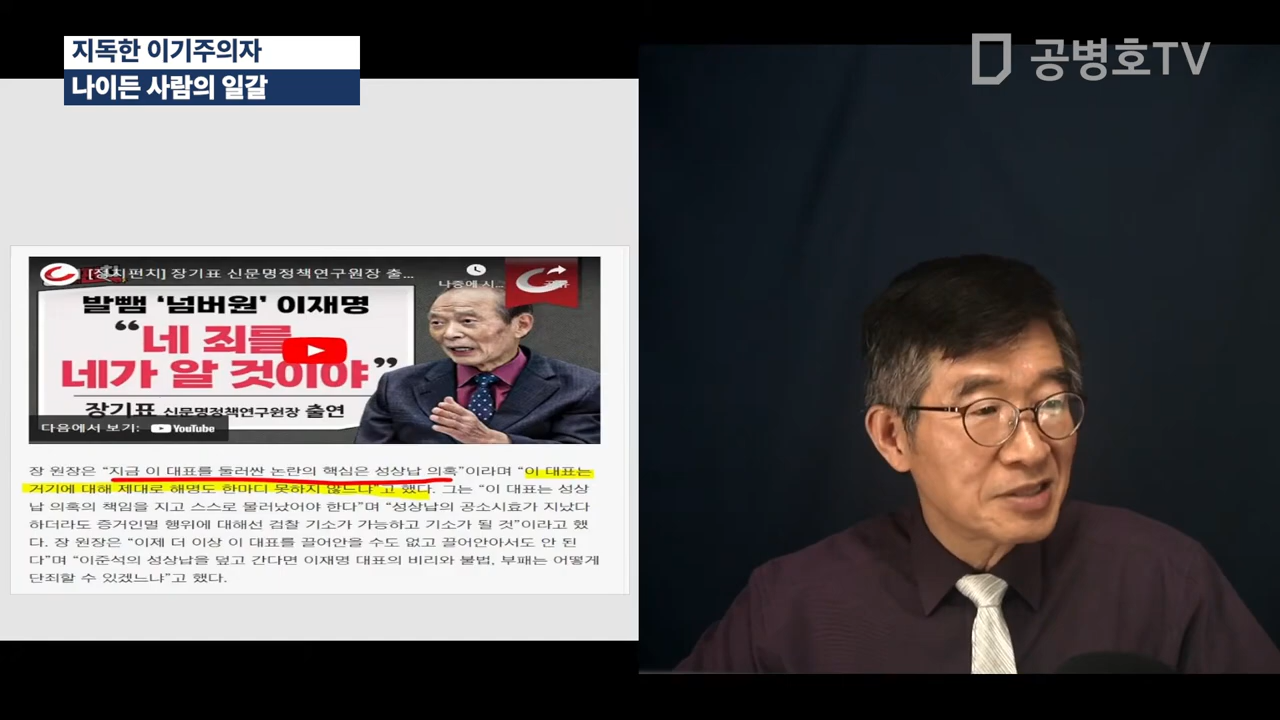 지독한 이기주의자
나이든 사람의 일갈
공병호TV
[정치펀치] 장기표 신문명정책연구원장 출...
나중에 시...
발뺌 ‘넘버원’ 이재명
“네 죄를
네가 알 것이야”
장기표 신문명정책연구원장 출연
다음에서 보기: YouTube
장 원장은 “지금 이 대표를 둘러싼 논란의 핵심은 성상납 의혹”이라며 “이 대표는
거기에 대해 제대로 해명도 한마디 못하지 않느냐”고 했다. 그는 “이 대표는 성상
납 의혹의 책임을 지고 스스로 물러났어야 한다”며 “성상납의 공소시효가 지났다
하더라도 증거인멸 행위에 대해선 검찰 기소가 가능하고 기소가 될 것”이라고 했
다. 장 원장은 “이제 더 이상 이 대표를 끌어안을 수도 없고 끌어안아서도 안 된
다”며 “이준석의 성상납을 덮고 간다면 이재명 대표의 비리와 불법, 부패는 어떻게
단죄할 수 있겠느냐”고 했다.